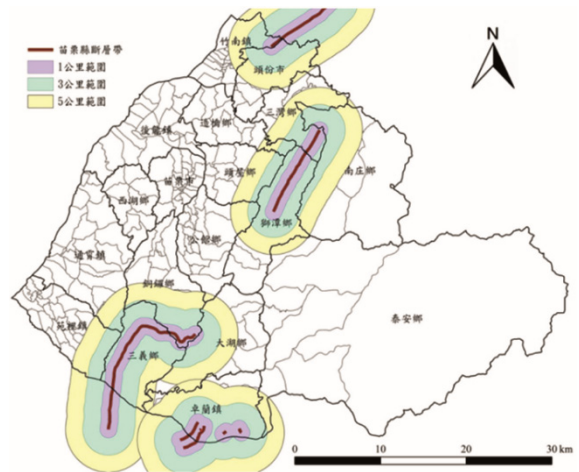 苗栗縣斷層帶
1公里範圍
3公里範圍
5公里範圍
N
竹南鎮
頭份市
三灣鄉
造橋鄉
後龍鎮
南庄鄉
頭屋鄉
苗栗市
西湖鄉
獅潭鄉
公館鄉
通霄鎮
銅鑼鄉
苑裡鎮
泰安鄉
大湖鄉
三義鄉
卓蘭鎮
0 10 20 30 km